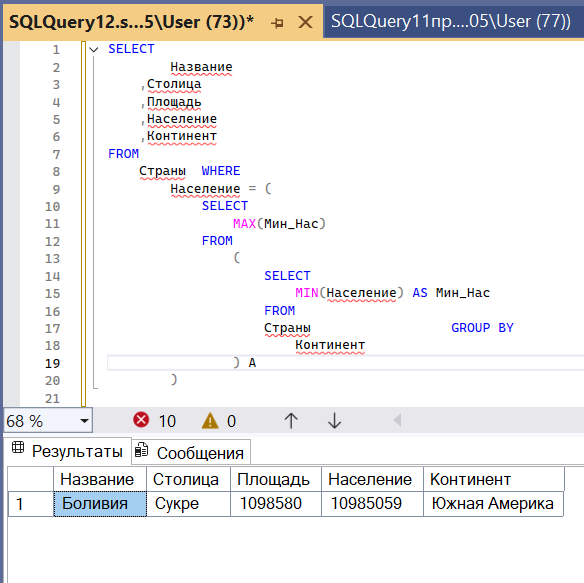 SQLQuery12.s...5\User (73))* SQLQuery11пр....05\User (77))
1 SELECT
2 Название
3 ,Столица
4 ,Площадь
5 ,Население
6 ,Континент
7 FROM
8 Страны WHERE
9 Население = (
10 SELECT
11 MAX(Мин_Нас)
12 FROM
13 (
14 SELECT
15 MIN(Население) AS Мин_Нас
16 FROM
17 Страны GROUP BY
18 Континент
19 ) A
20 )
21
68 % 10 0
Результаты Сообщения
Название Столица Площадь Население Континент
1 Боливия Сукре 1098580 10985059 Южная Америка